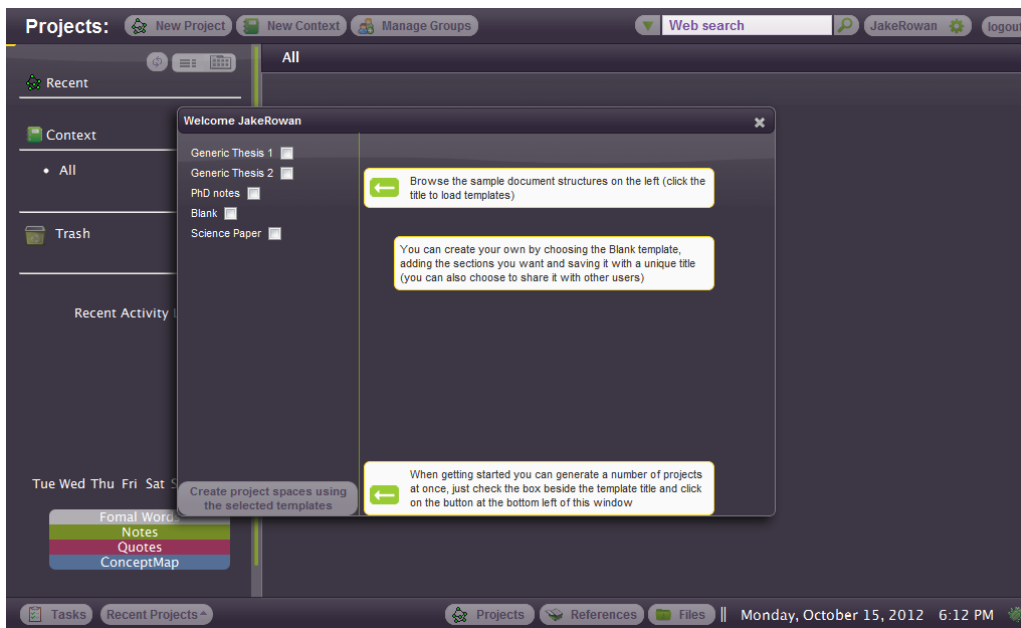 Projects: New Project New Context Manage Groups Web search JakeRowan logout
All
Recent
Context
• All
Trash
Recent Activity
Tue Wed Thu Fri Sat
Fomal Words
Notes
Quotes
ConceptMap
Welcome JakeRowan
Generic Thesis 1
Generic Thesis 2
PhD notes
Blank
Science Paper
Create project spaces using
the selected templates
Browse the sample document structures on the left (click the
title to load templates)
You can create your own by choosing the Blank template,
adding the sections you want and saving it with a unique title
(you can also choose to share it with other users)
When getting started you can generate a number of projects
at once, just check the box beside the template title and click
on the button at the bottom left of this window
Tasks Recent Projects Projects References Files || Monday, October 15, 2012 6:12 PM